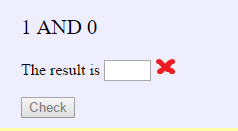 1 AND 0
The result is
Check